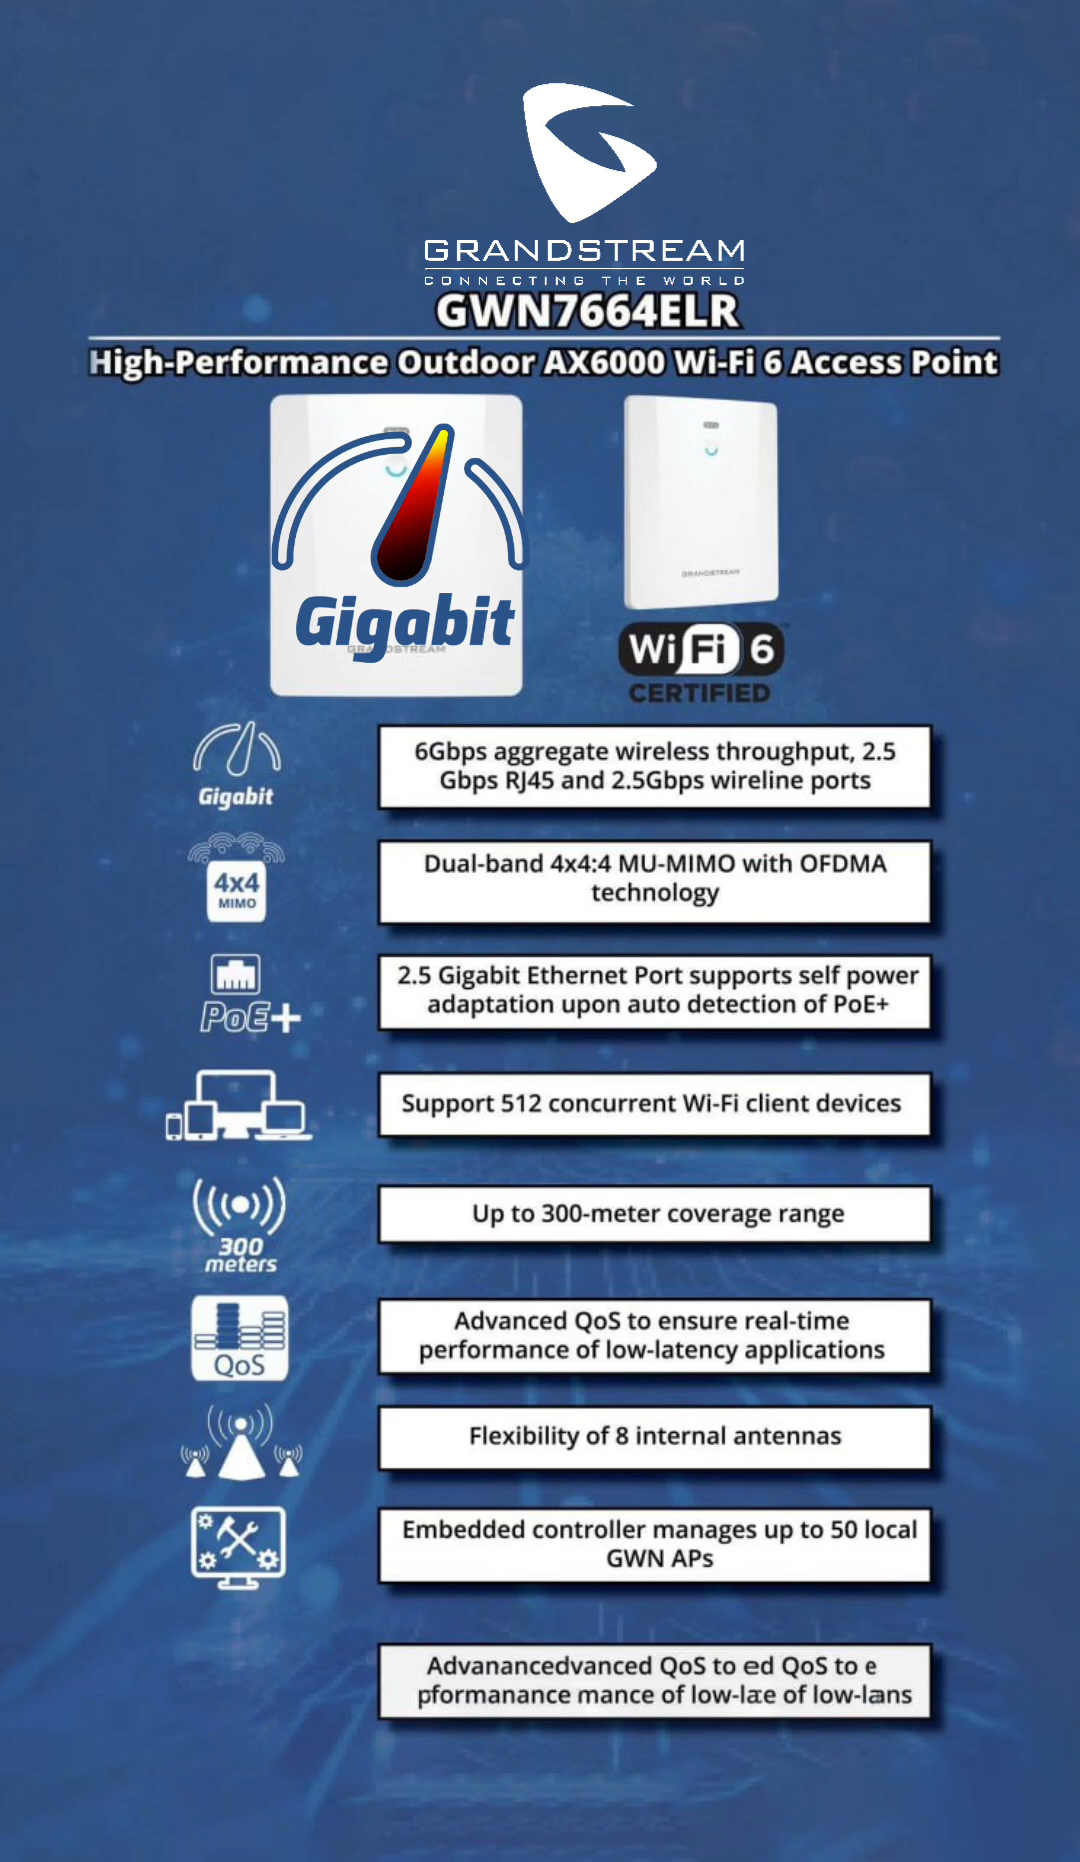 GRANDSTREAM
CONNECTING THE WORLD
GWN7664ELR
High-Performance Outdoor AX6000 Wi-Fi 6 Access Point
Gigabit
GRANDSTREAM
GRANDSTREAM
Wi Fi 6
CERTIFIED
Gigabit
6Gbps aggregate wireless throughput, 2.5
Gbps RJ45 and 2.5Gbps wireline ports
4x4
MIMO
Dual-band 4x4:4 MU-MIMO with OFDMA
technology
PoE+
2.5 Gigabit Ethernet Port supports self power
adaptation upon auto detection of PoE+
Support 512 concurrent Wi-Fi client devices
300
meters
Up to 300-meter coverage range
QoS
Advanced QoS to ensure real-time
performance of low-latency applications
Flexibility of 8 internal antennas
Embedded controller manages up to 50 local
GWN APs
Advanancedvanced QoS to ed QoS to e
mance of of low-